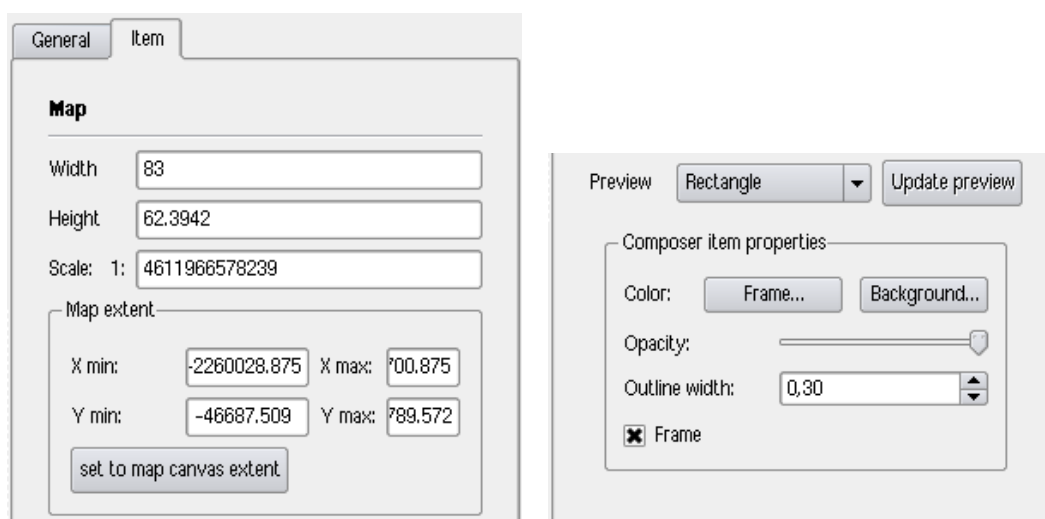 General Item
Map
Width 83
Height 62.3942
Scale: 1: 4611966578239
Map extent
X min: -2260028.875 X max: 700.875
Y min: -46687.509 Y max: 789.572
set to map canvas extent
Preview Rectangle Update preview
Composer item properties
Color: Frame... Background...
Opacity:
Outline width: 0,30
Frame